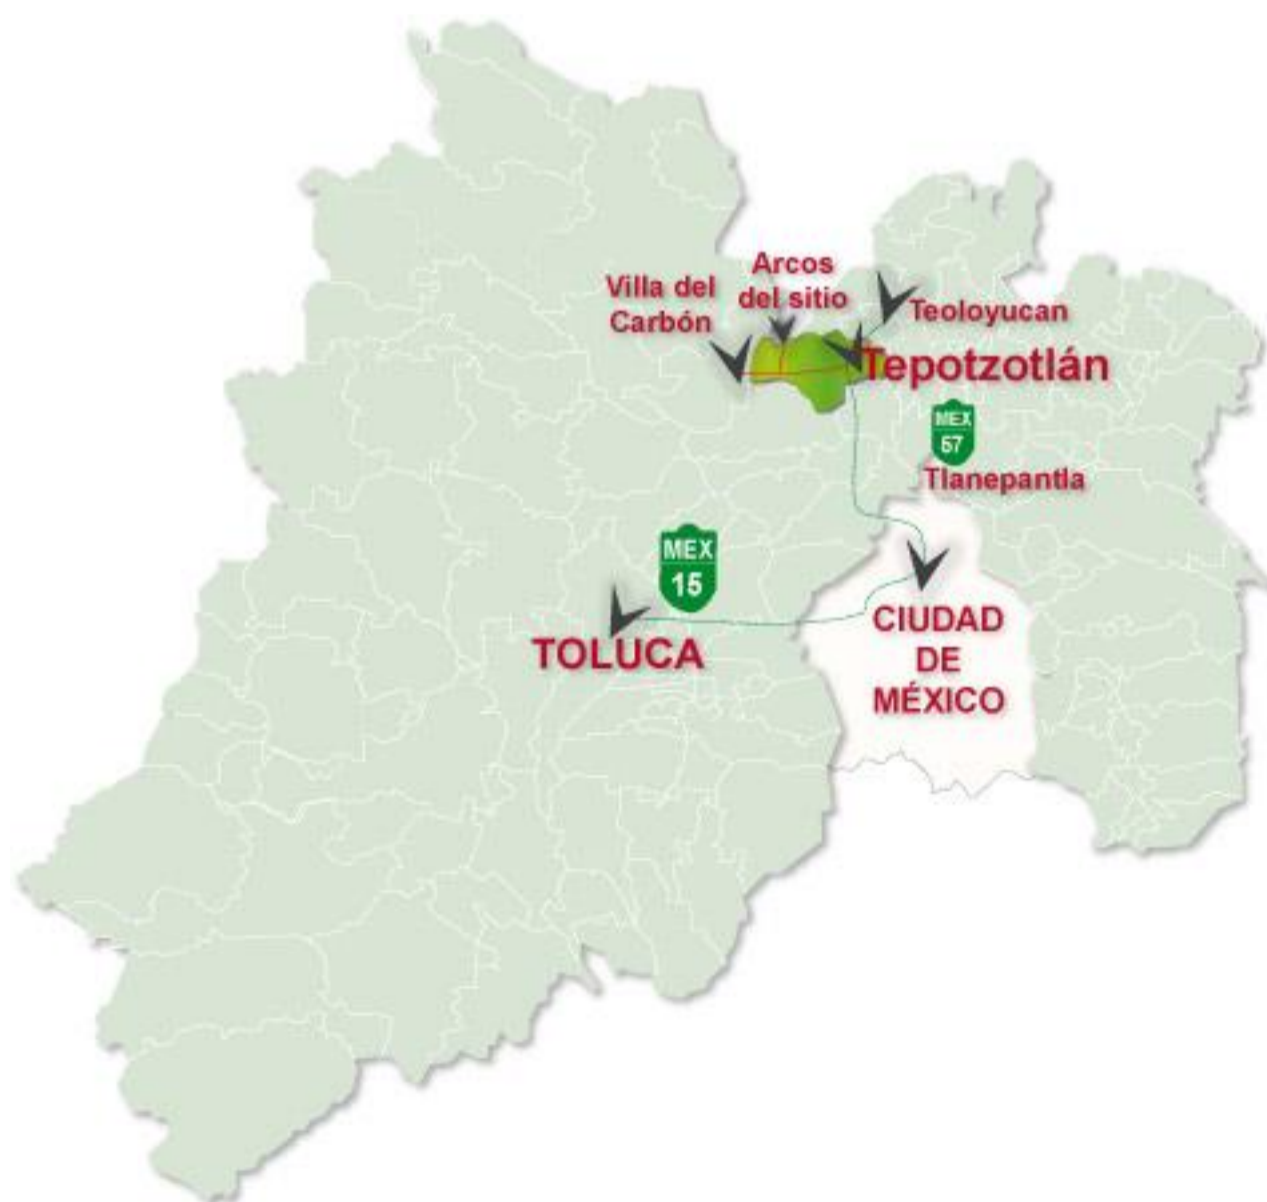 Arcos
del sitio
Villa del
Carbón
Teoloyucan
Tepotzotlán
MEX
57
Tlanepantla
MEX
15
TOLUCA
CIUDAD
DE
MÉXICO